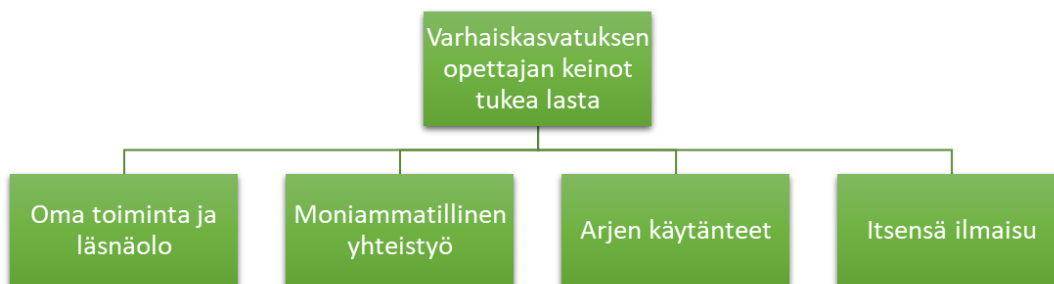 Varhaiskasvatuksen
opettajan keinot
tukea lasta
Oma toiminta ja
läsnäolo
Moniammatillinen
yhteistyö
Arjen käytänteet
Itsensä ilmaisu